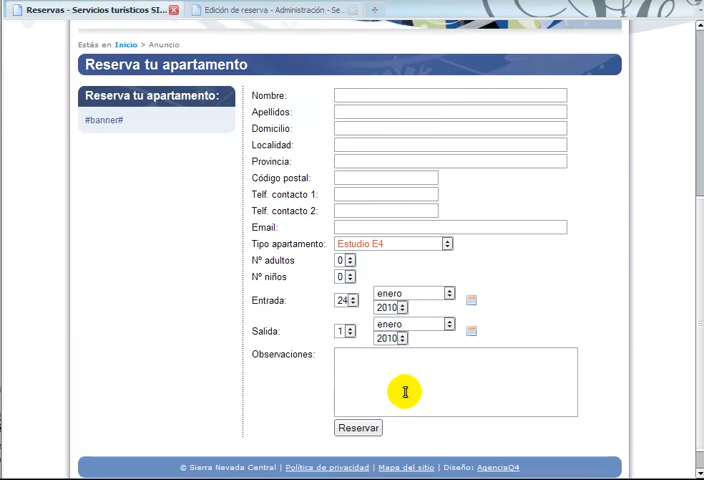 Reservas - Servicios turísticos SI...
Edición de reserva - Administración - Se...
Estás en Inicio > Anuncio
Reserva tu apartamento
Reserva tu apartamento:
#banner#
Nombre:
Apellidos:
Domicilio:
Localidad:
Provincia:
Código postal:
Telf. contacto 1:
Telf. contacto 2:
Email:
Tipo apartamento: Estudio E4
Nº adultos 0
Nº niños 0
Entrada: 24 enero 2010
Salida: 1 enero 2010
Observaciones:
Reservar
© Sierra Nevada Central | Política de privacidad | Mapa del sitio | Diseño: AgenciaQ4